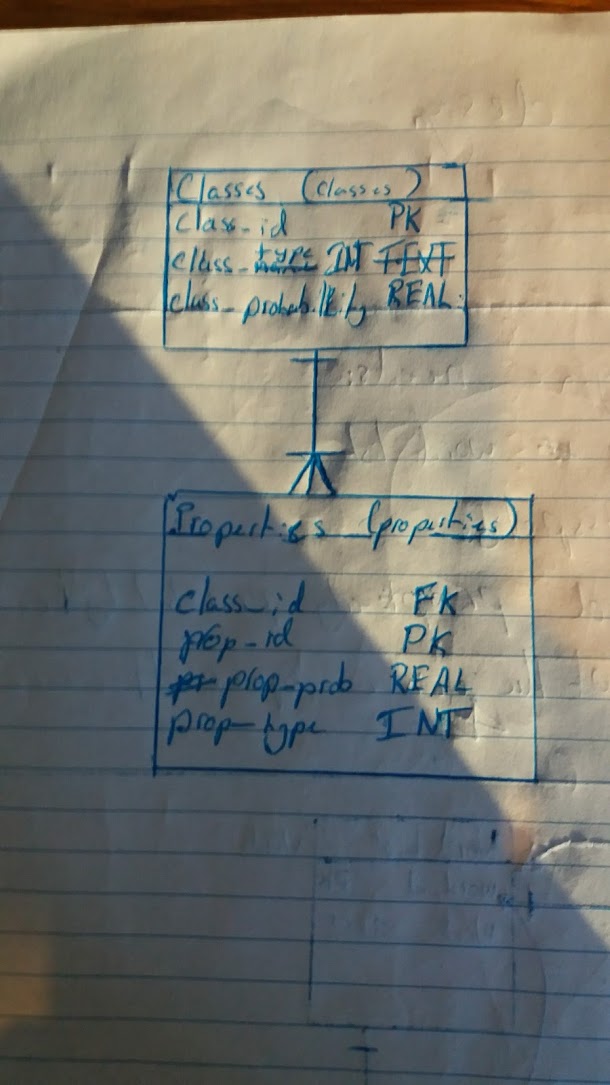 Classes (classes)
class_id PK
class_type INT TEXT
class_probability REAL
Properties (properties)
class_id FK
prop_id PK
prop_prob REAL
prop_type INT